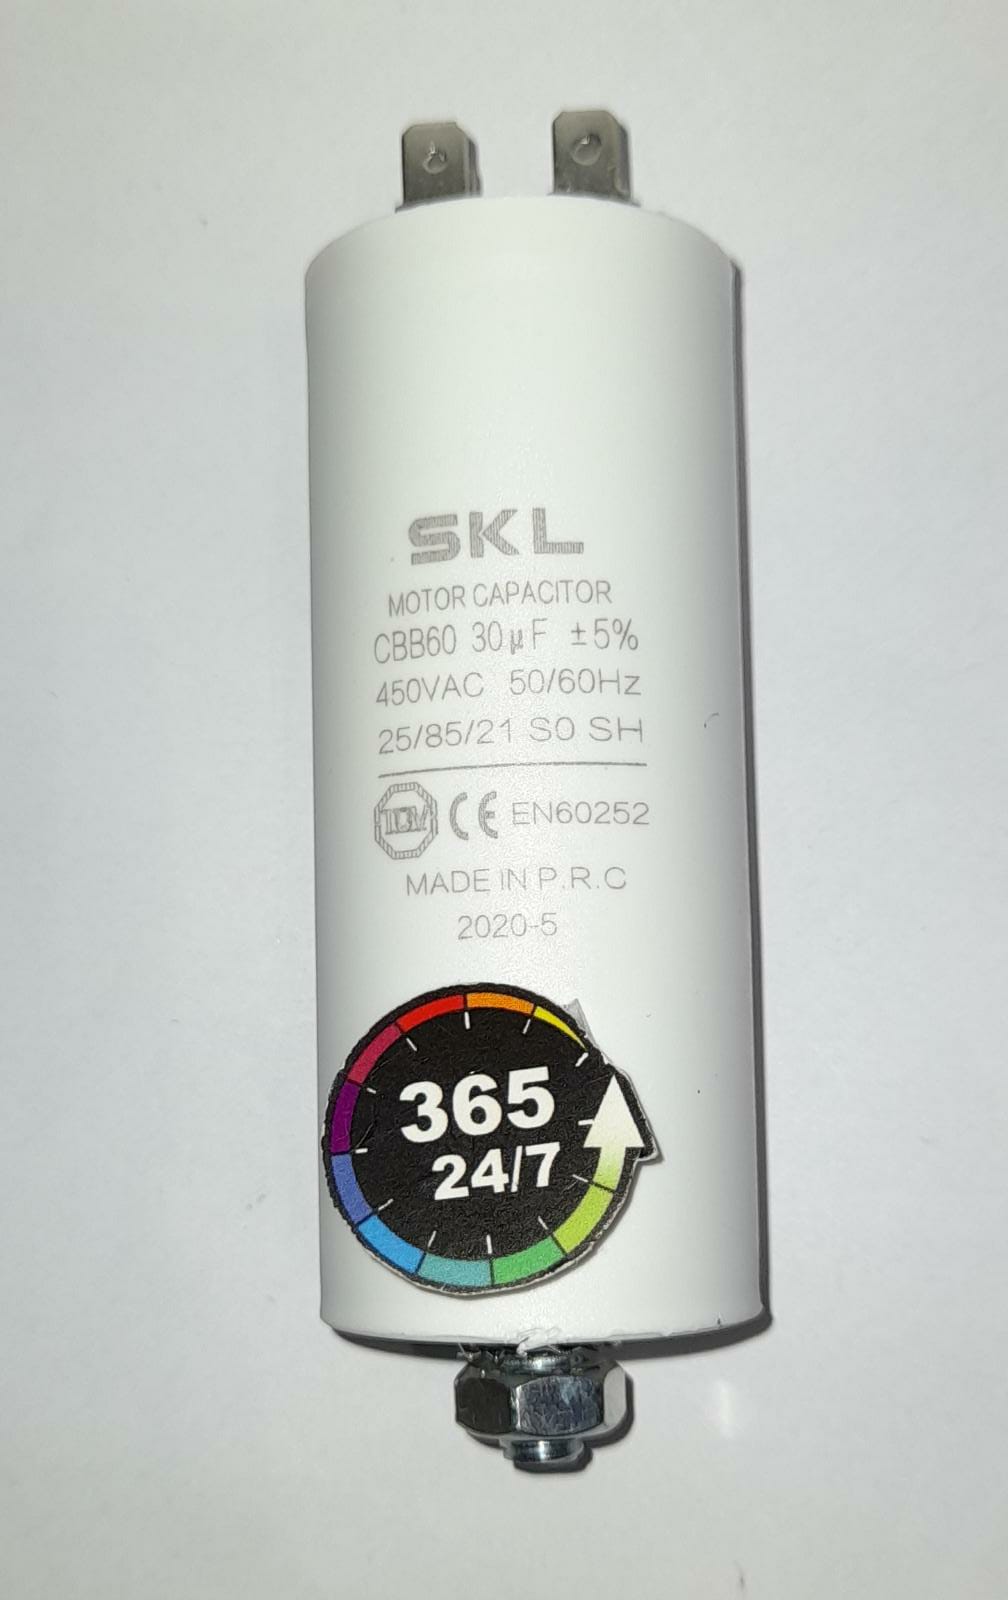 SKL
MOTOR CAPACITOR
CBB60 30μF ±5%
450VAC 50/60Hz
25/85/21 S0 SH
CE EN60252
MADE IN P.R.C
2020-5
365
24/7